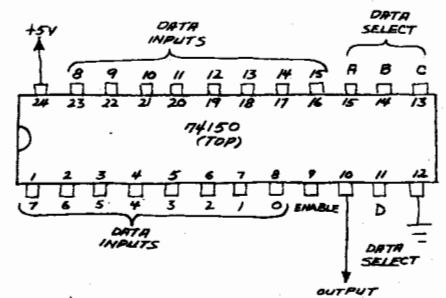 DATA
INPUTS
DATA
SELECT
+5V
8 9 10 11 12 13 14 15 A B C
24 23 22 21 20 19 18 17 16 15 14 13
74150
(TOP)
1 2 3 4 5 6 7 8 9 10 11 12
7 6 5 4 3 2 1 0 ENABLE D
DATA
INPUTS
DATA
SELECT
OUTPUT